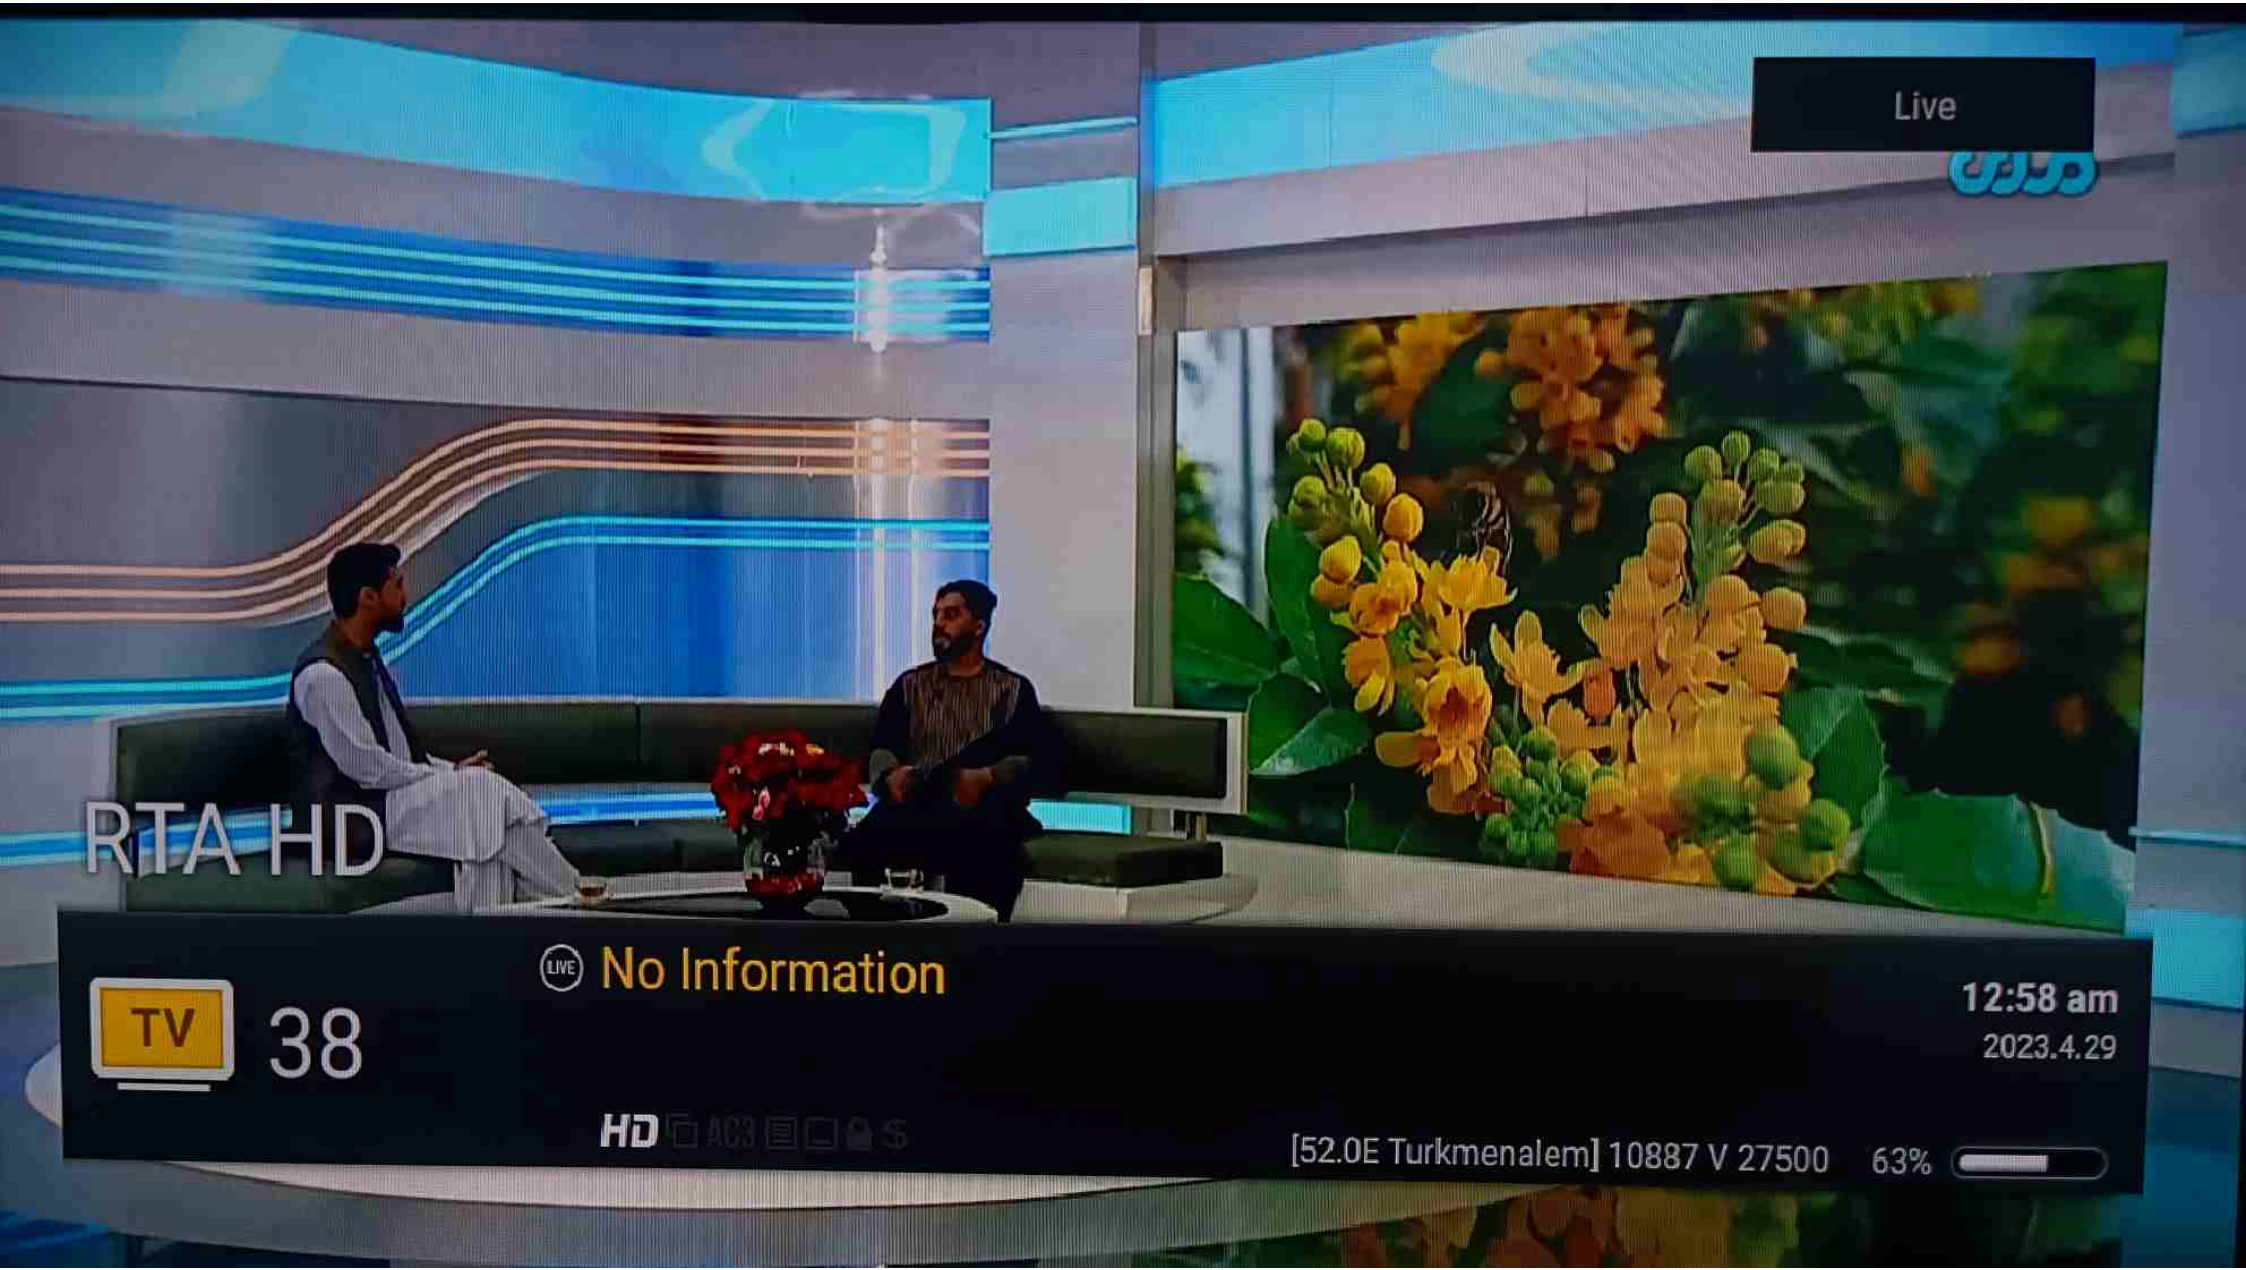 Live
RTA HD
TV
38
LIVE
No Information
12:58 am
2023.4.29
HD AC3 $
[52.0E Turkmenalem] 10887 V 27500 63%